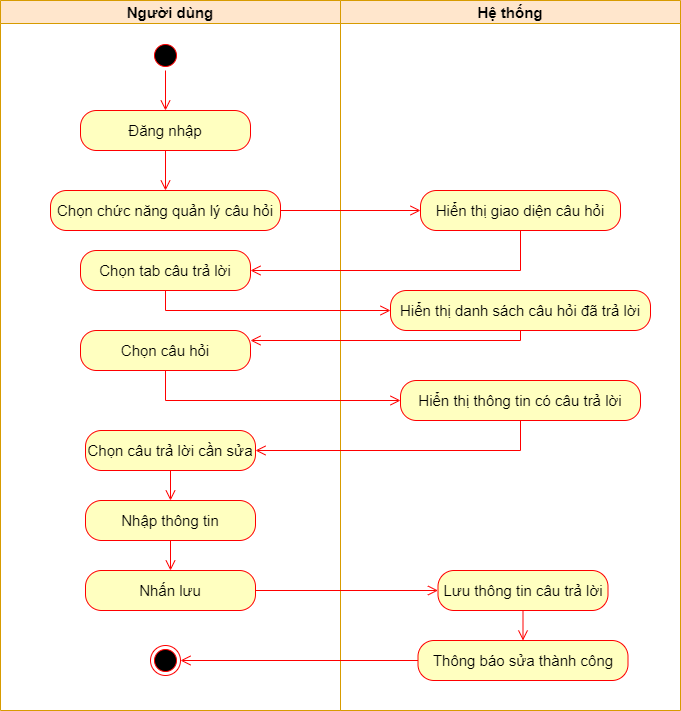 Người dùng
Hệ thống
Đăng nhập
Chọn chức năng quản lý câu hỏi
Hiển thị giao diện câu hỏi
Chọn tab câu trả lời
Hiển thị danh sách câu hỏi đã trả lời
Chọn câu hỏi
Hiển thị thông tin có câu trả lời
Chọn câu trả lời cần sửa
Nhập thông tin
Nhấn lưu
Lưu thông tin câu trả lời
Thông báo sửa thành công